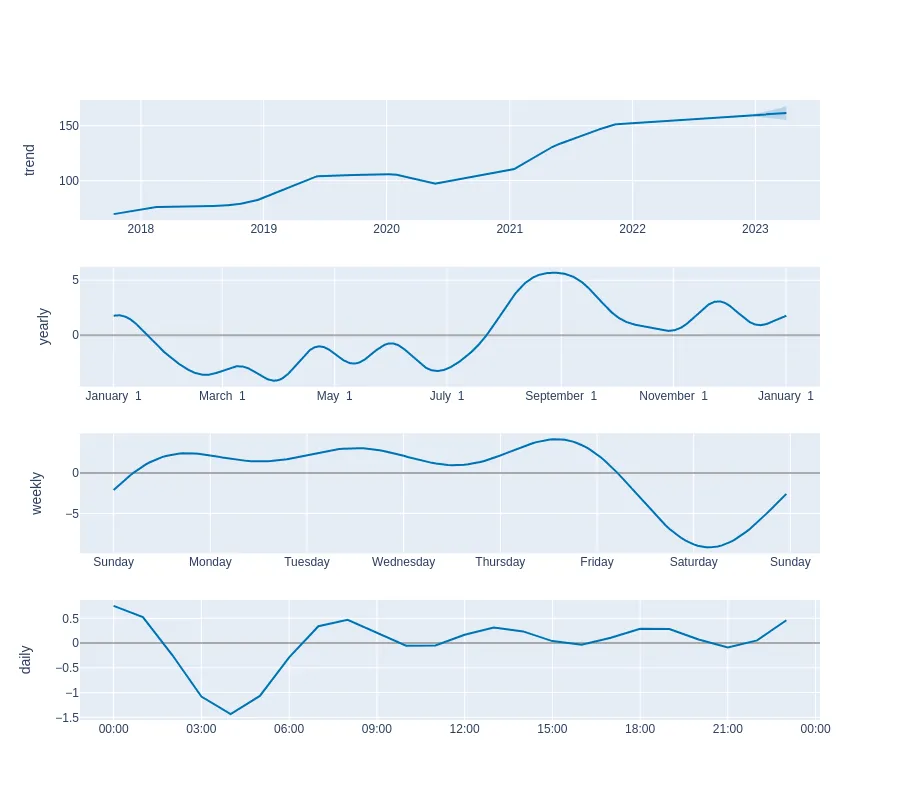 trend
150
100
2018 2019 2020 2021 2022 2023
yearly
5
0
January 1 March 1 May 1 July 1 September 1 November 1 January 1
weekly
0
−5
Sunday Monday Tuesday Wednesday Thursday Friday Saturday Sunday
daily
0.5
0
−0.5
−1
−1.5
00:00 03:00 06:00 09:00 12:00 15:00 18:00 21:00 00:00